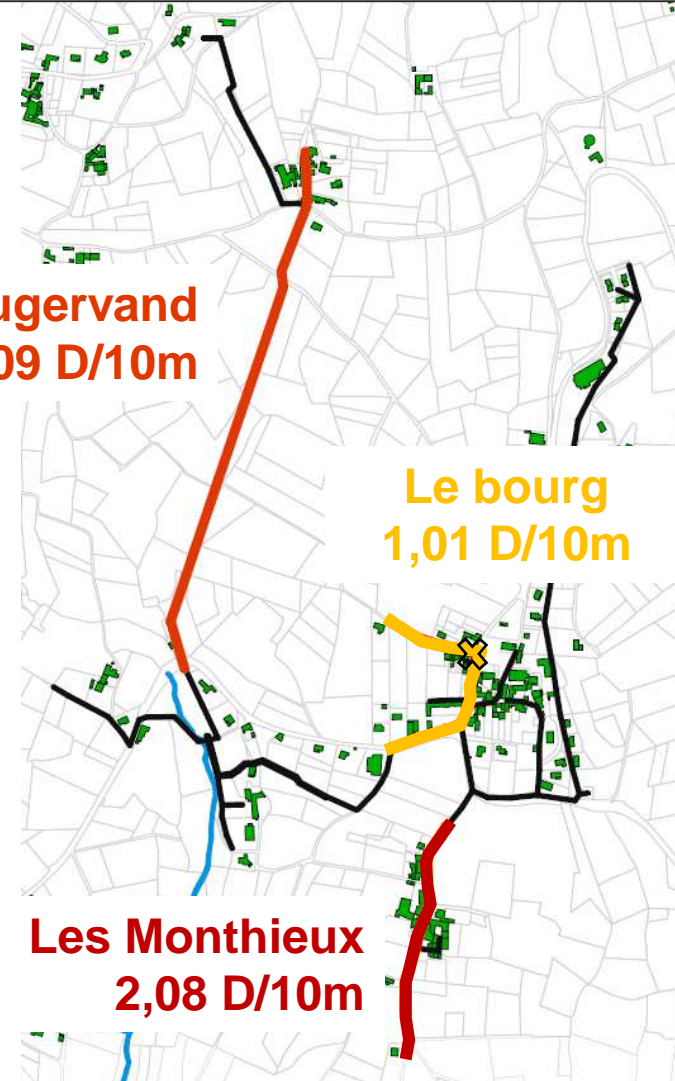 ugervand
09 D/10m
Le bourg
1,01 D/10m
Les Monthieux
2,08 D/10m